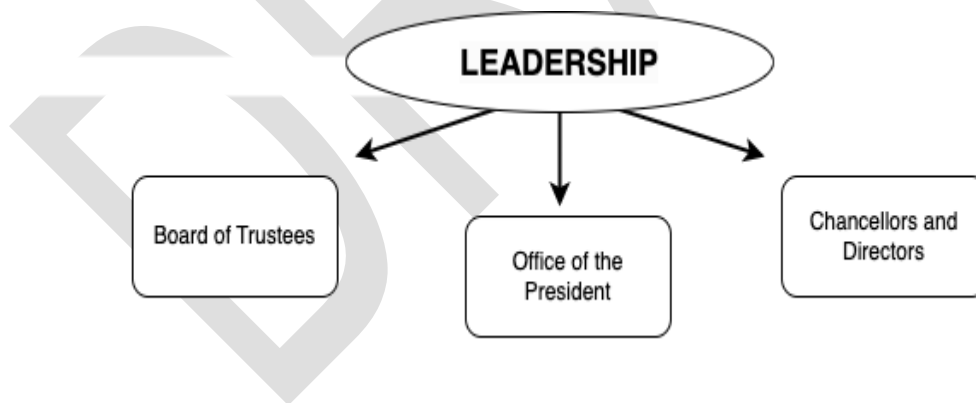 LEADERSHIP
Board of Trustees
Office of the
President
Chancellors and
Directors